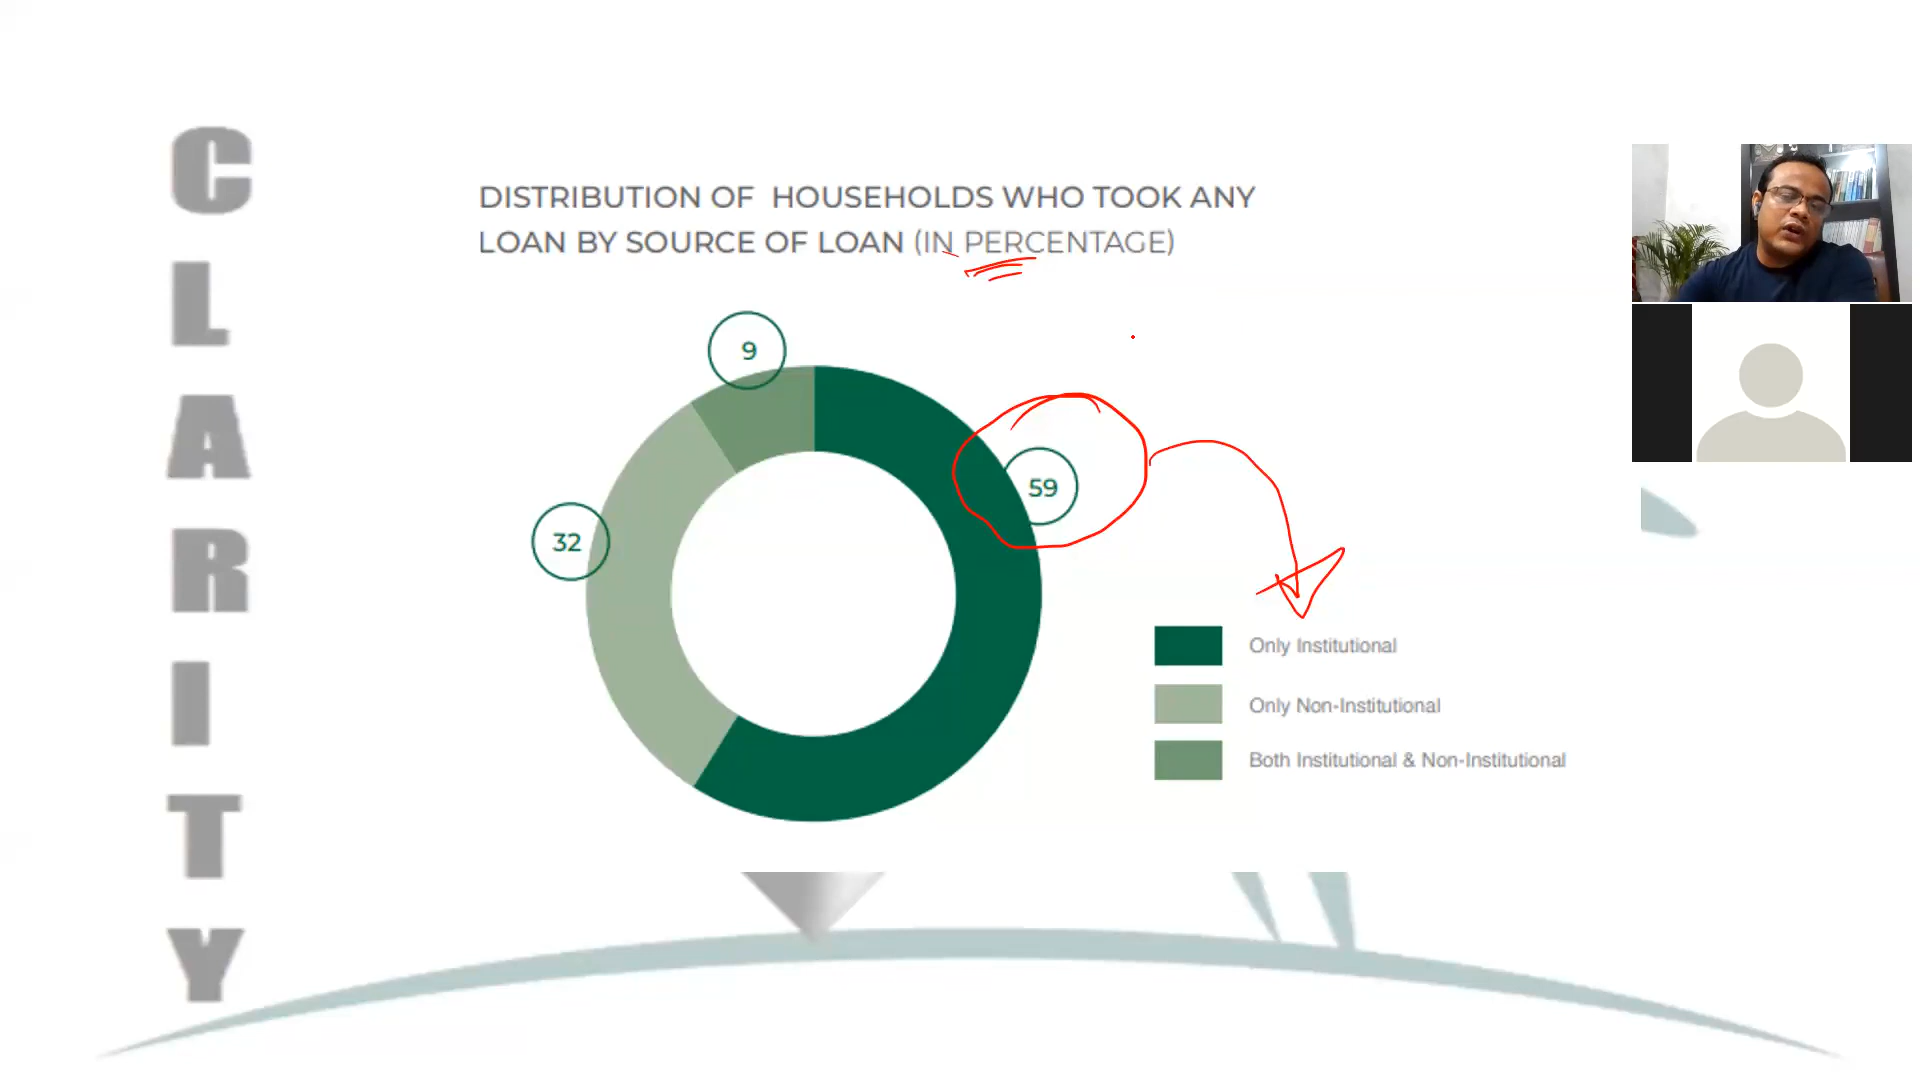 CLARITY
DISTRIBUTION OF HOUSEHOLDS WHO TOOK ANY
LOAN BY SOURCE OF LOAN (IN PERCENTAGE)
9
59
32
Only Institutional
Only Non-Institutional
Both Institutional & Non-Institutional